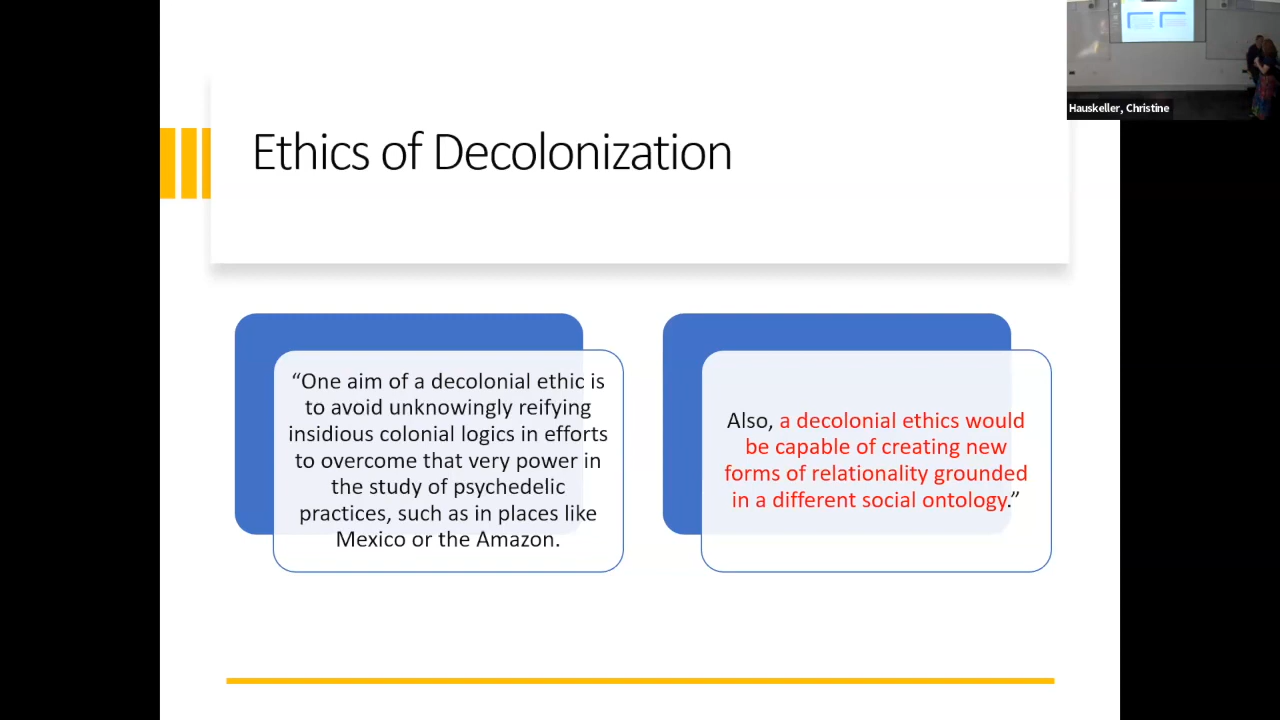 Hauskeller, Christine
Ethics of Decolonization
“One aim of a decolonial ethic is
to avoid unknowingly reifying
insidious colonial logics in efforts
to overcome that very power in
the study of psychedelic
practices, such as in places like
Mexico or the Amazon.
Also, a decolonial ethics would
be capable of creating new
forms of relationality grounded
in a different social ontology.”